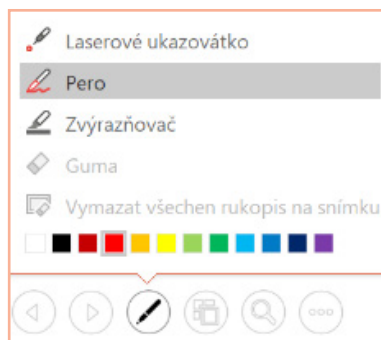 Laserové ukazovátko
Pero
Zvýrazňovač
Guma
Vymazat všechen rukopis na snímku